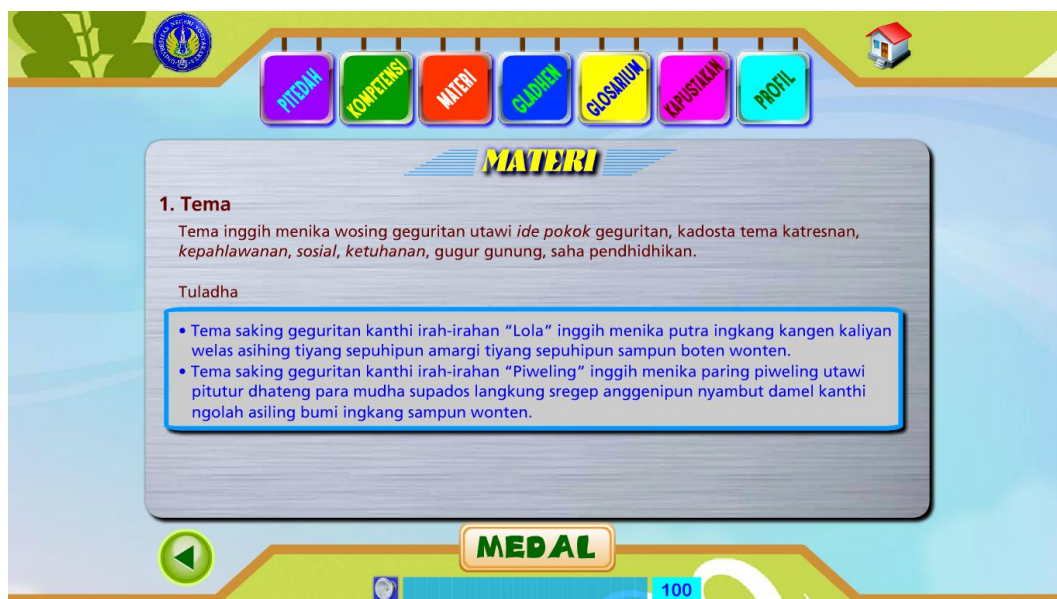 UNIVERSITAS NEGERI YOGYAKARTA
PITEDAH
KOMPETENSI
MATERI
GLADHEN
GLOSARIUM
KAPUSTAKAN
PROFIL
MATERI
1. Tema
Tema inggih menika wosing geguritan utawi ide pokok geguritan, kadosta tema katresnan,
kepahlawanan, sosial, ketuhanan, gugur gunung, saha pendhidhikan.
Tuladha
• Tema saking geguritan kanthi irah-irahan “Lola” inggih menika putra ingkang kangen kaliyan
welas asihing tiyang sepuhipun amargi tiyang sepuhipun sampun boten wonten.
• Tema saking geguritan kanthi irah-irahan “Piweling” inggih menika paring piweling utawi
pitutur dhateng para mudha supados langkung sregep anggenipun nyambut damel kanthi
ngolah asiling bumi ingkang sampun wonten.
MEDAL
100